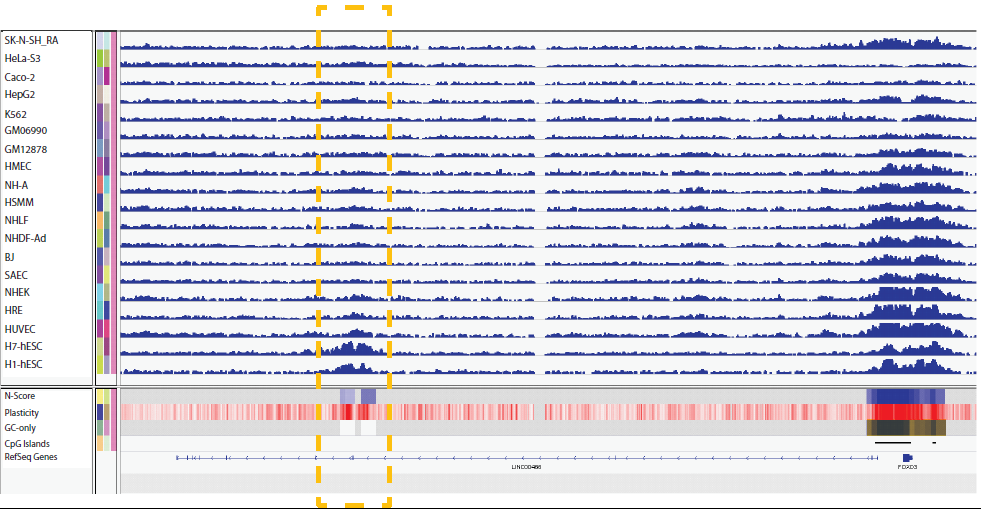 SK-N-SH_RA
HeLa-S3
Caco-2
HepG2
K562
GM06990
GM12878
HMEC
NH-A
HSMM
NHLF
NHDF-Ad
BJ
SAEC
NHEK
HRE
HUVEC
H7-hESC
H1-hESC
N-Score
Plasticity
GC-only
CpG Islands
RefSeq Genes
FOXD3